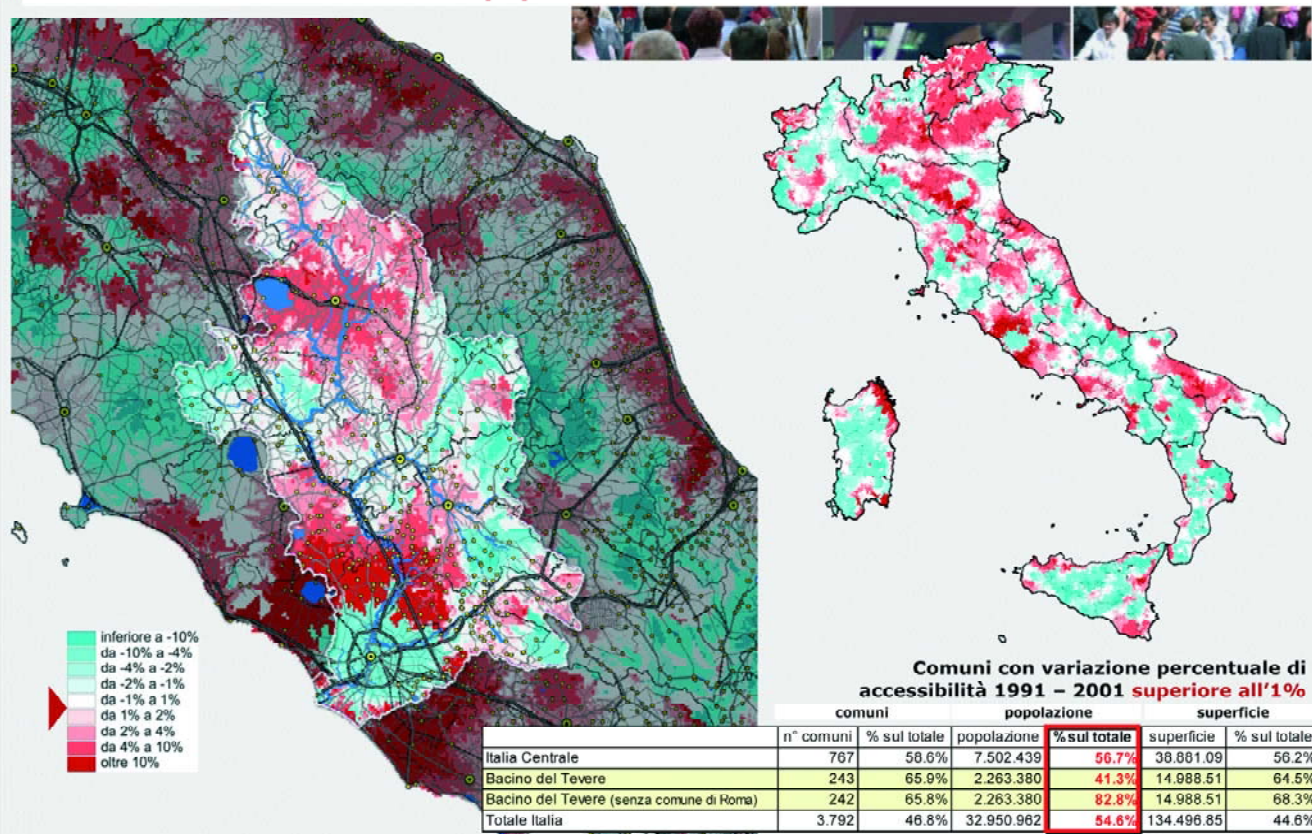 inferiore a -10%
da -10% a -4%
da -4% a -2%
da -2% a -1%
da -1% a 1%
da 1% a 2%
da 2% a 4%
da 4% a 10%
oltre 10%
Comuni con variazione percentuale di
accessibilità 1991 – 2001 superiore all'1%
comuni popolazione superficie
n° comuni % sul totale popolazione % sul totale superficie % sul totale
Italia Centrale 767 58.6% 7.502.439 56.7% 38.881.09 56.2%
Bacino del Tevere 243 65.9% 2.263.380 41.3% 14.988.51 64.5%
Bacino del Tevere (senza comune di Roma) 242 65.8% 2.263.380 82.8% 14.988.51 68.3%
Totale Italia 3.792 46.8% 32.950.962 54.6% 134.496.85 44.6%